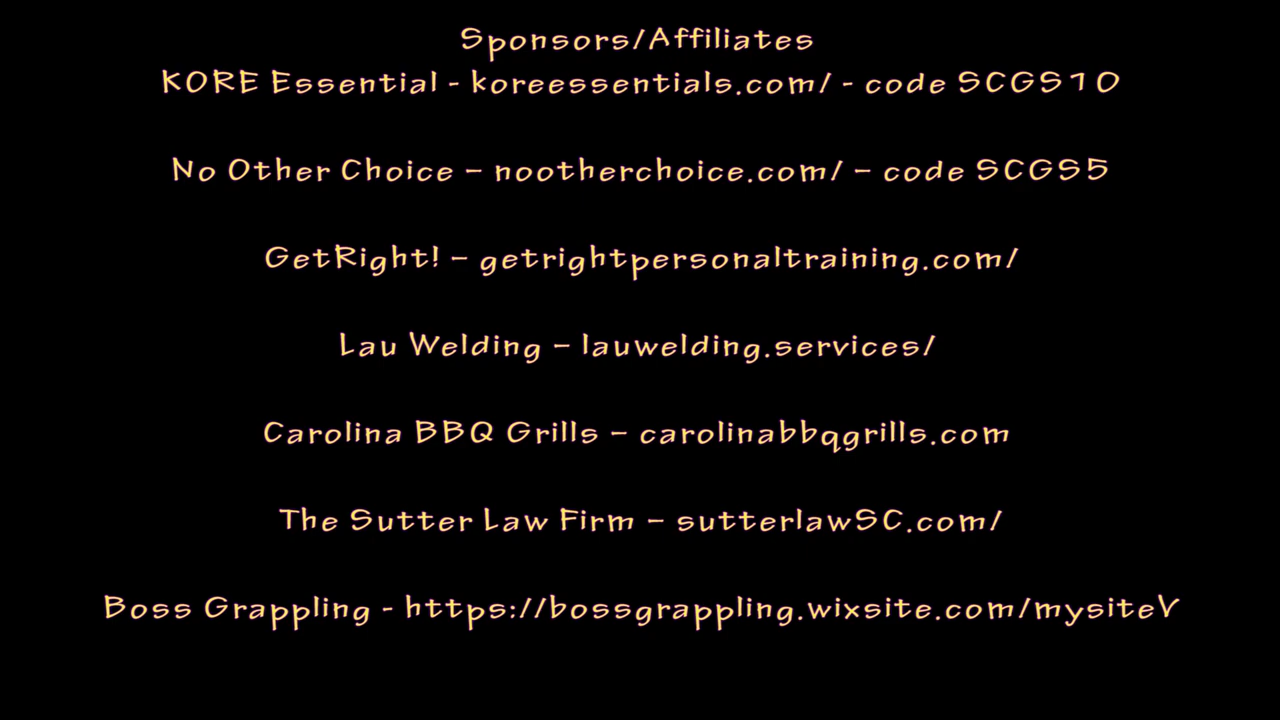 Sponsors/Affiliates
KORE Essential - koreessentials.com/ - code SCGS10
No Other Choice – nootherchoice.com/ – code SCGS5
GetRight! – getrightpersonaltraining.com/
Lau Welding – lauwelding.services/
Carolina BBQ Grills – carolinabbqgrills.com
The Sutter Law Firm – sutterlawSC.com/
Boss Grappling - https://bossgrappling.wixsite.com/mysiteV